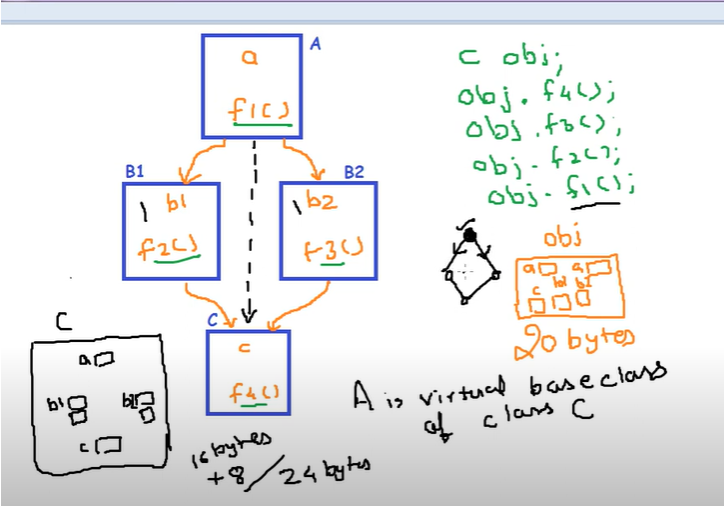 A
a
f1()
B1
b1
f2()
B2
b2
f3()
C
c
f4()
C obj;
obj. f4();
obj. f3();
obj. f2();
obj. f1();
obj
a a
c b1 b2
20 bytes
C
a
b1 b2
c
16 bytes
+8/24 bytes
A is virtual base class
of class C